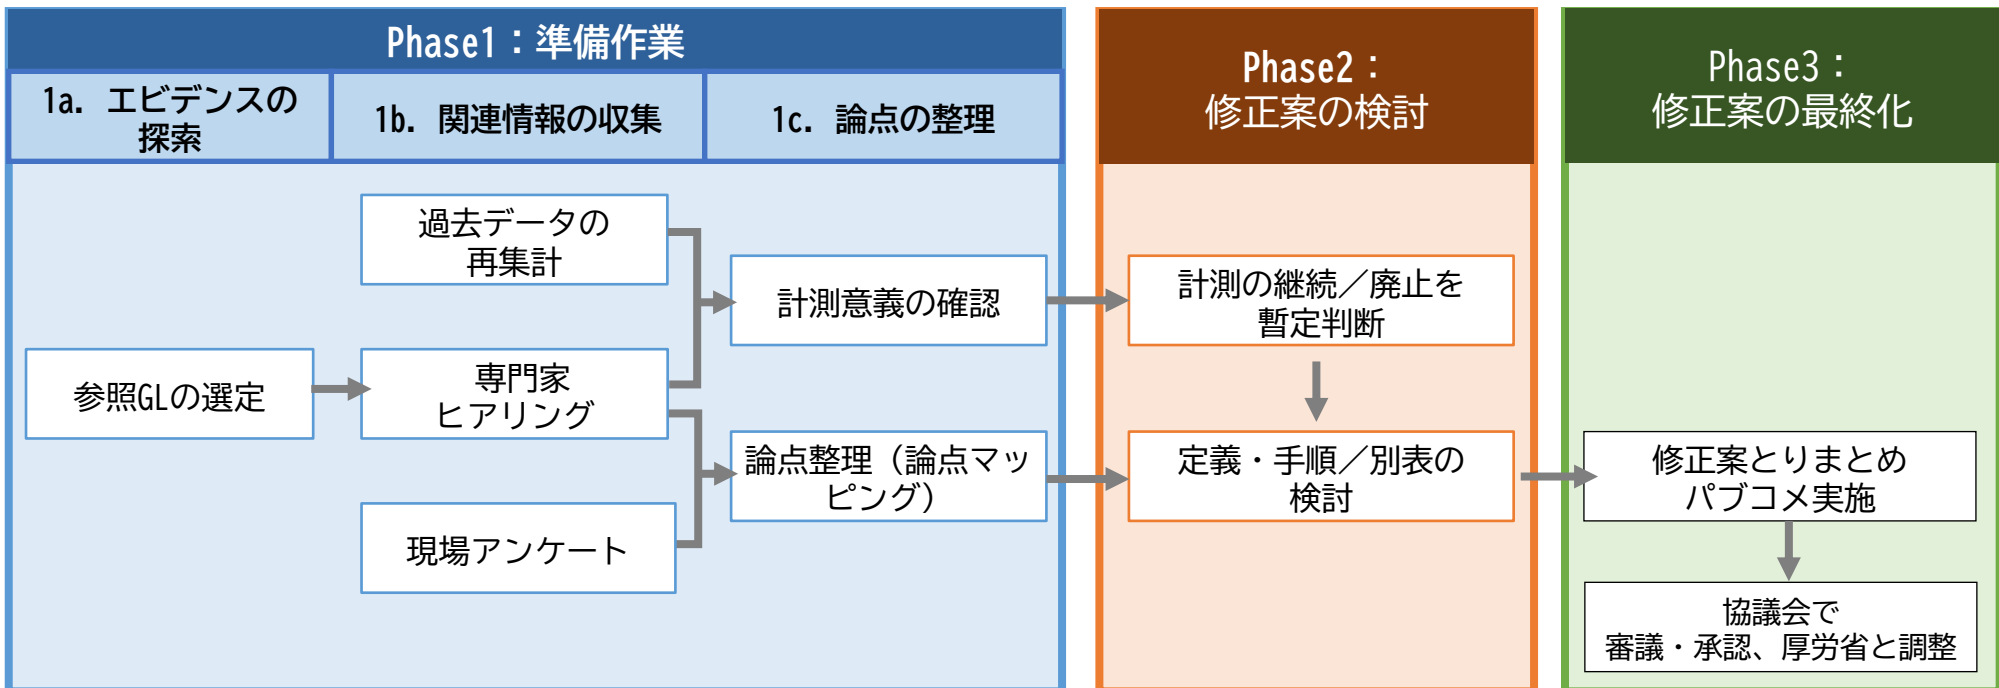 Phase1：準備作業
1a. エビデンスの
探索
1b. 関連情報の収集
1c. 論点の整理
過去データの
再集計
計測意義の確認
参照GLの選定
専門家
ヒアリング
論点整理（論点マッ
ピング）
現場アンケート
Phase2：
修正案の検討
計測の継続／廃止を
暫定判断
定義・手順／別表の
検討
Phase3：
修正案の最終化
修正案とりまとめ
パブコメ実施
協議会で
審議・承認、厚労省と調整